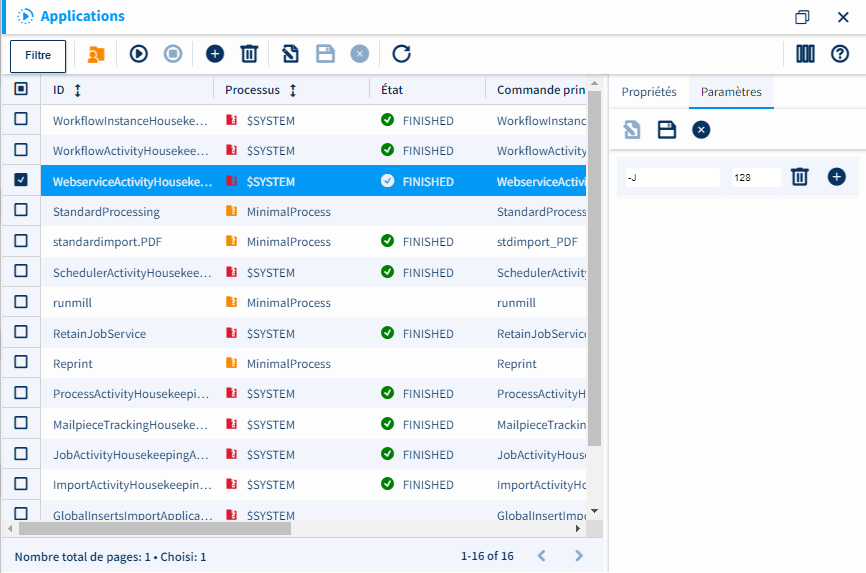 Applications
Filtre
ID Processus État Commande prin
WorkflowInstanceHouseke... $SYSTEM FINISHED WorkflowInstanc
WorkflowActivityHousekee... $SYSTEM FINISHED WorkflowActivity
WebserviceActivityHouseke... $SYSTEM FINISHED WebserviceActivi
StandardProcessing MinimalProcess StandardProcess
standardimport.PDF MinimalProcess FINISHED stdimport_PDF
SchedulerActivityHousekee... $SYSTEM FINISHED SchedulerActivity
runmill MinimalProcess runmill
RetainJobService $SYSTEM FINISHED RetainJobService
Reprint MinimalProcess Reprint
ProcessActivityHousekeepi... $SYSTEM FINISHED ProcessActivityH
MailpieceTrackingHouseke... $SYSTEM FINISHED MailpieceTrackin
JobActivityHousekeepingA... $SYSTEM FINISHED JobActivityHouse
ImportActivityHousekeepin... $SYSTEM FINISHED ImportActivityHo
GlobalInsertsImportApplica... $SYSTEM GlobalInsertImpo
Nombre total de pages: 1 • Choisi: 1
1-16 of 16
Propriétés Paramètres
-J 128